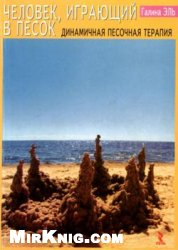 ЧЕЛОВЕК, ИГРАЮЩИЙ
Галина ЭЛЬ
В ПЕСОК
ДИНАМИЧНАЯ ПЕСОЧНАЯ ТЕРАПИЯ
MirKnig.com